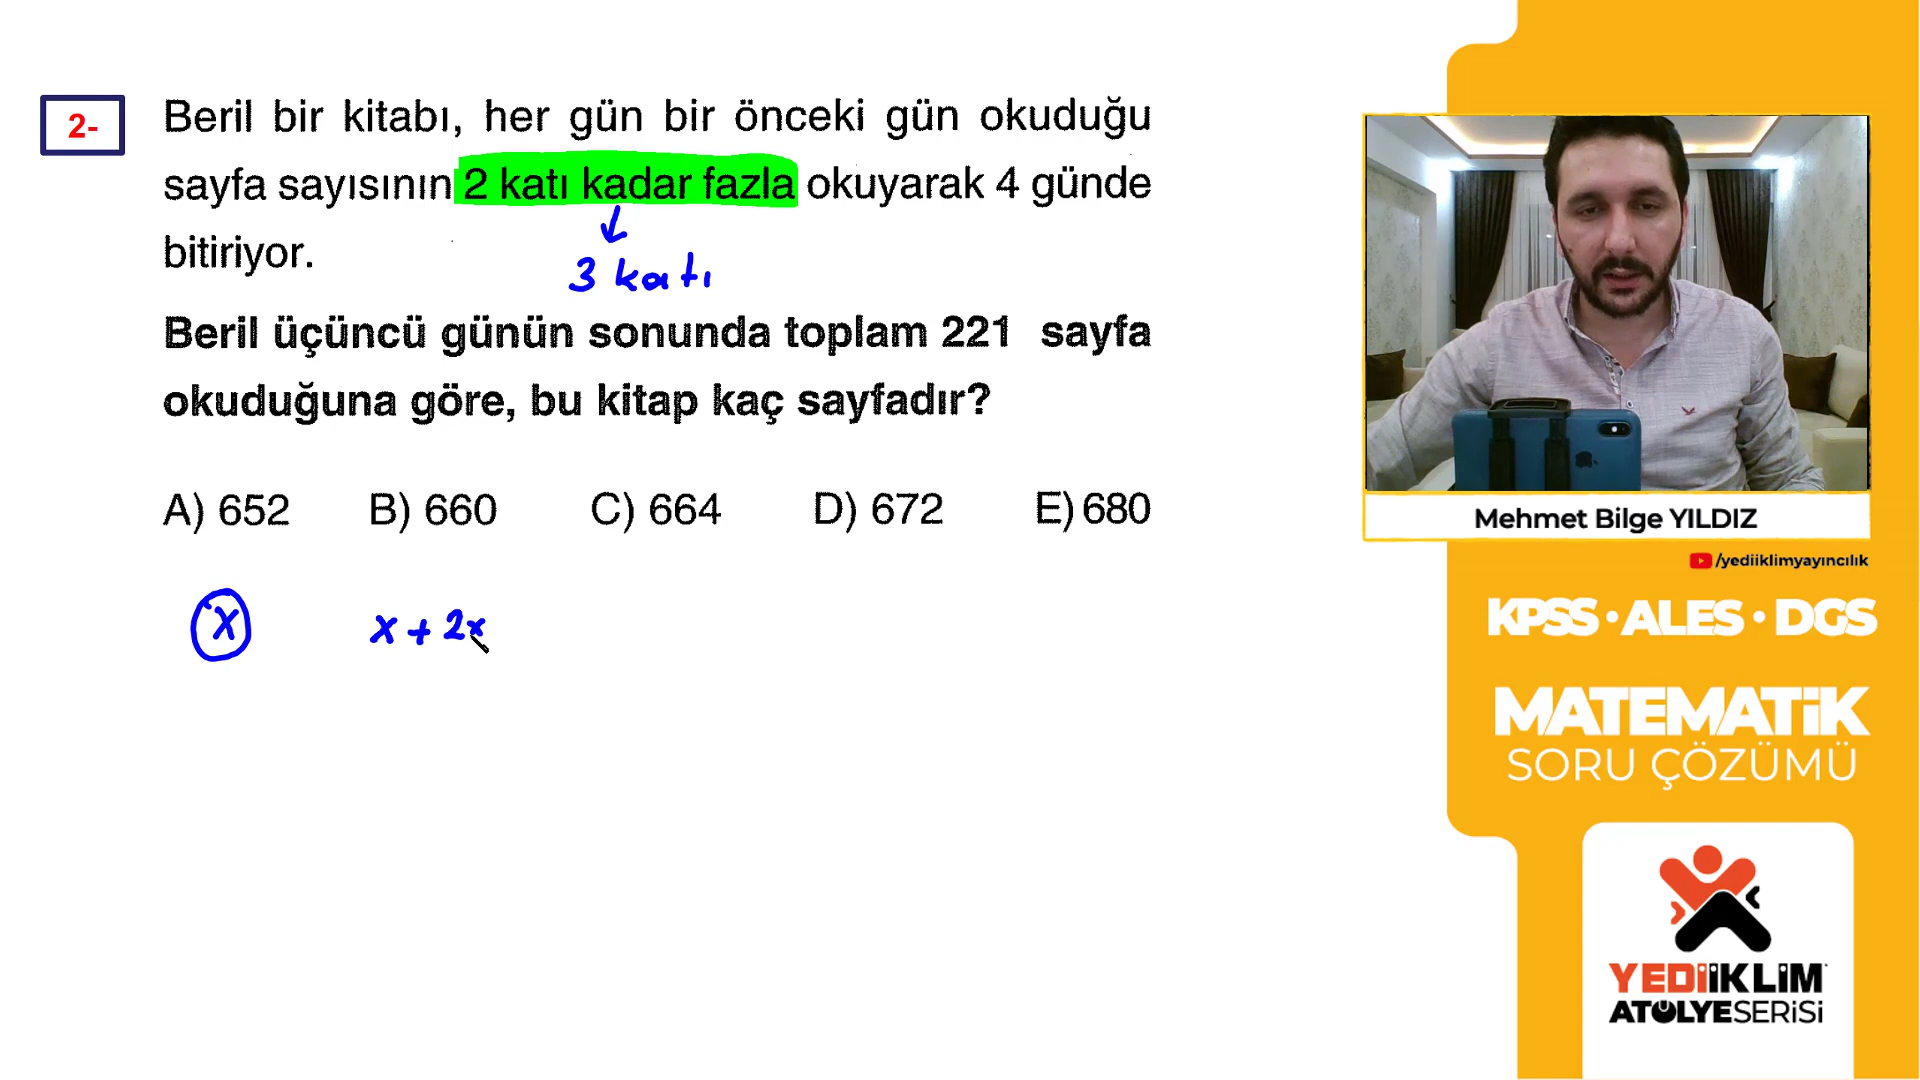 2-
Beril bir kitabı, her gün bir önceki gün okuduğu
sayfa sayısının 2 katı kadar fazla okuyarak 4 günde
bitiriyor.
3 katı
Beril üçüncü günün sonunda toplam 221 sayfa
okuduğuna göre, bu kitap kaç sayfadır?
A) 652 B) 660 C) 664 D) 672 E) 680
x x + 2x
Mehmet Bilge YILDIZ
/yediiklimyayıncılık
KPSS • ALES • DGS
MATEMATİK
SORU ÇÖZÜMÜ
YEDİİKLİM
ATÖLYESERİSİ